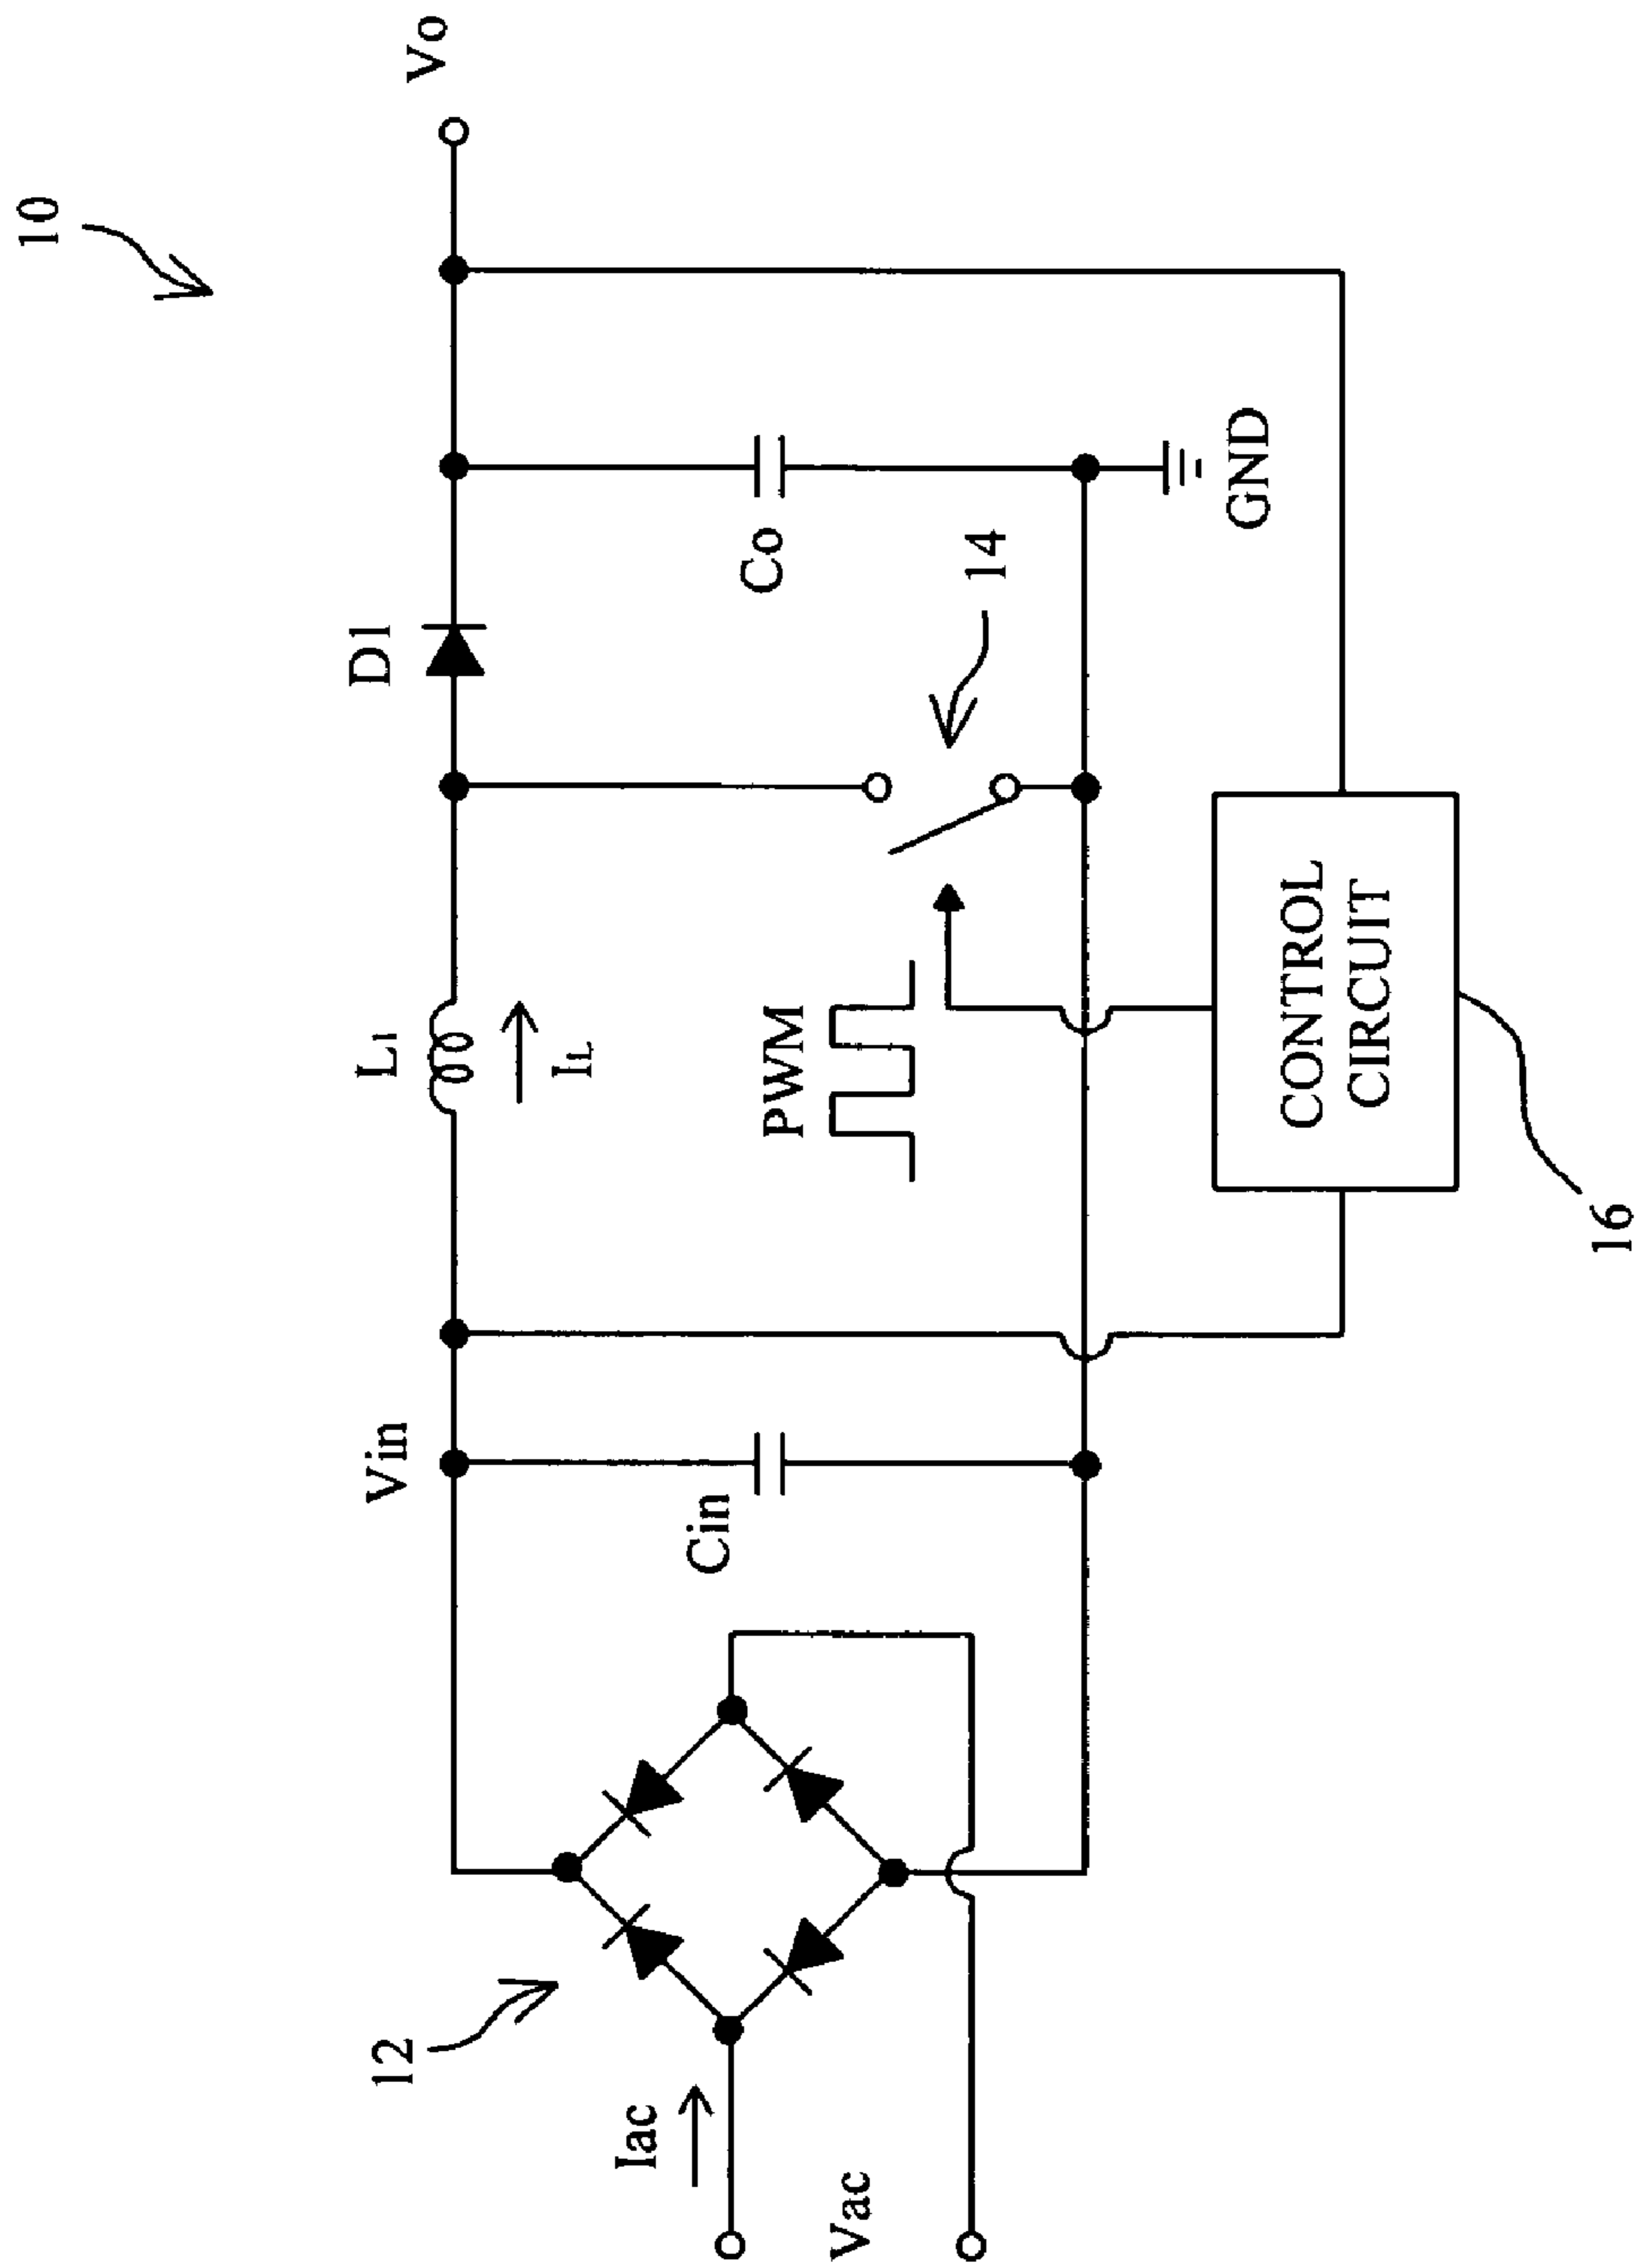 10
Vo
D1
L1
IL
Vin
Co
14
GND
PWM
Cin
12
Iac
Vac
CONTROL
CIRCUIT
16